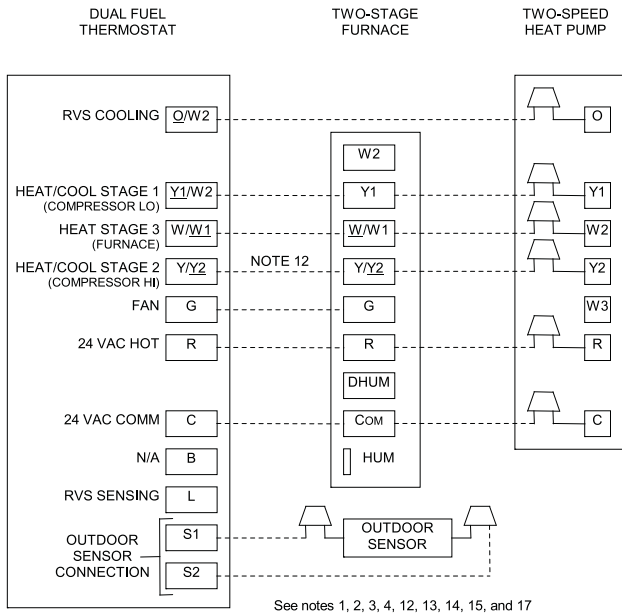 DUAL FUEL
THERMOSTAT
TWO-STAGE
FURNACE
TWO-SPEED
HEAT PUMP
RVS COOLING
O/W2
O
W2
HEAT/COOL STAGE 1
(COMPRESSOR LO)
Y1/W2
Y1
Y1
HEAT STAGE 3
(FURNACE)
W/W1
W/W1
W2
HEAT/COOL STAGE 2
(COMPRESSOR HI)
Y/Y2
NOTE 12
Y/Y2
Y2
FAN
G
G
W3
24 VAC HOT
R
R
R
DHUM
24 VAC COMM
C
COM
C
N/A
B
HUM
RVS SENSING
L
OUTDOOR
SENSOR
CONNECTION
S1
S2
OUTDOOR
SENSOR
See notes 1, 2, 3, 4, 12, 13, 14, 15, and 17